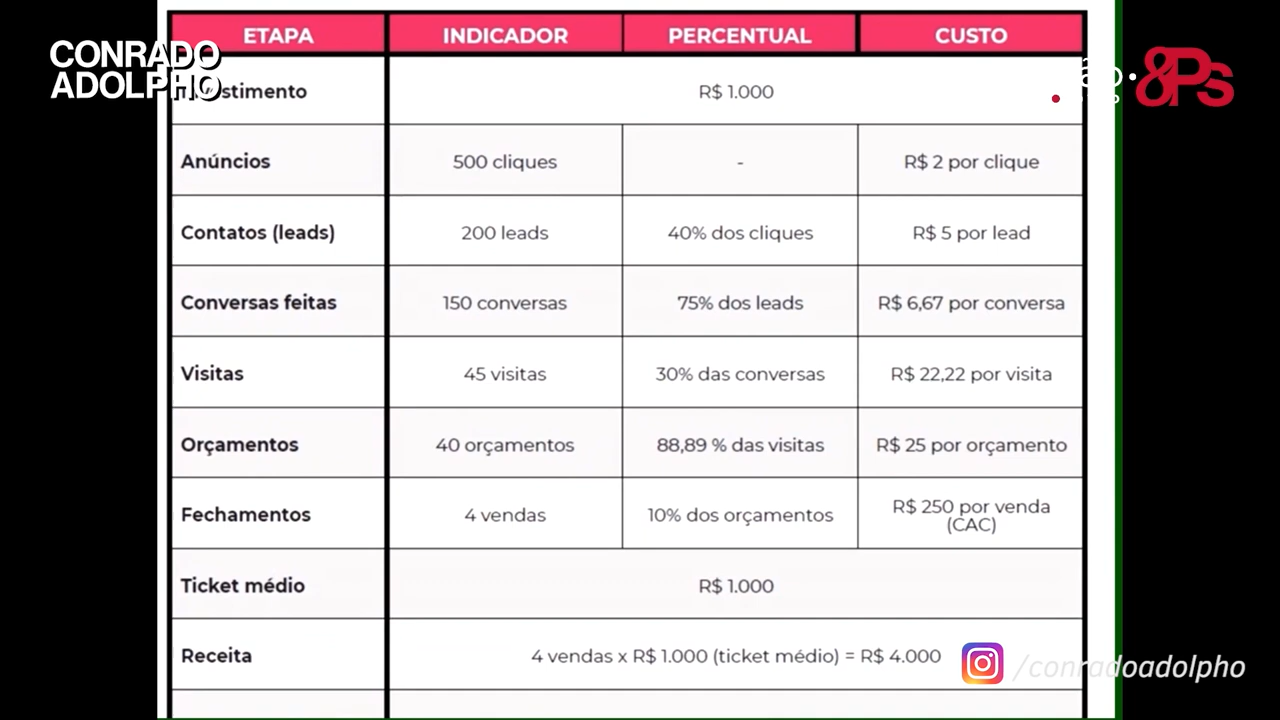 CONRADO
ADOLPHO
8Ps
ETAPA INDICADOR PERCENTUAL CUSTO
Investimento R$ 1.000
Anúncios 500 cliques - R$ 2 por clique
Contatos (leads) 200 leads 40% dos cliques R$ 5 por lead
Conversas feitas 150 conversas 75% dos leads R$ 6,67 por conversa
Visitas 45 visitas 30% das conversas R$ 22,22 por visita
Orçamentos 40 orçamentos 88,89 % das visitas R$ 25 por orçamento
Fechamentos 4 vendas 10% dos orçamentos R$ 250 por venda
(CAC)
Ticket médio R$ 1.000
Receita 4 vendas x R$ 1.000 (ticket médio) = R$ 4.000
/conradoadolpho